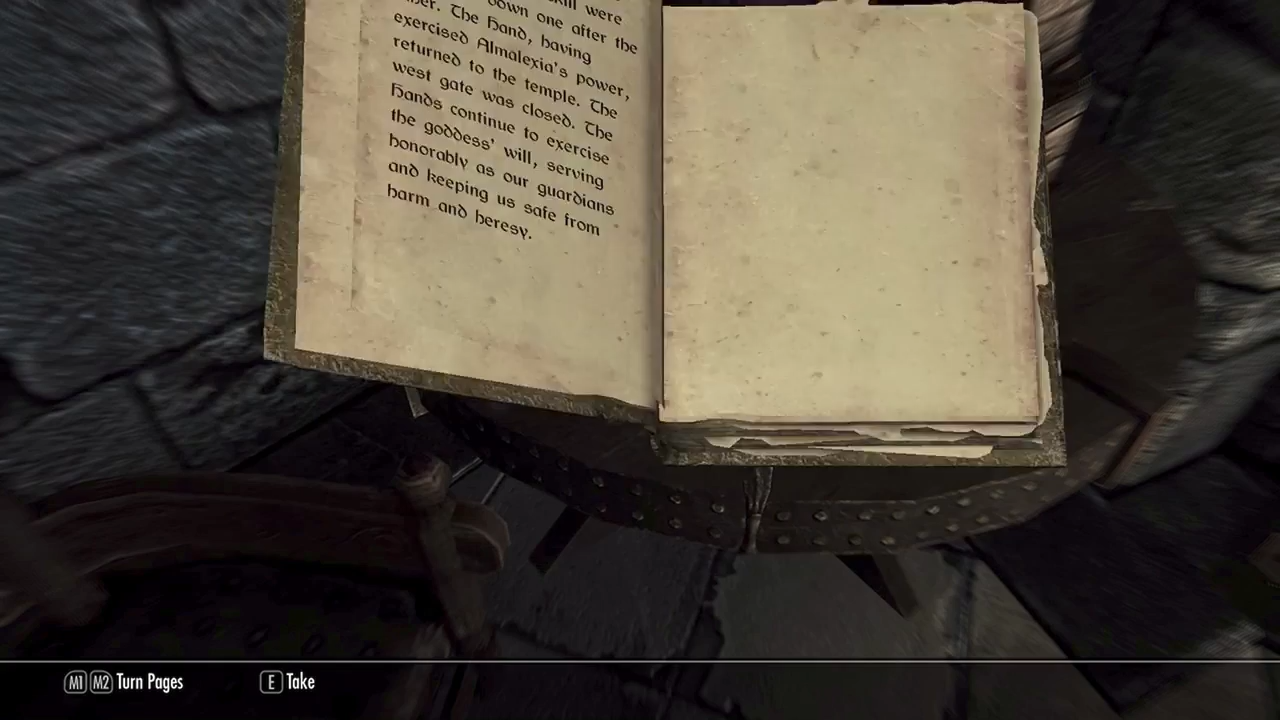 skill were
down one after the
The Hand, having
exercised Almalexia's power,
returned to the temple. The
west gate was closed. The
Hands continue to exercise
the goddess' will, serving
honorably as our guardians
and keeping us safe from
harm and heresy.
M1 M2 Turn Pages
E Take